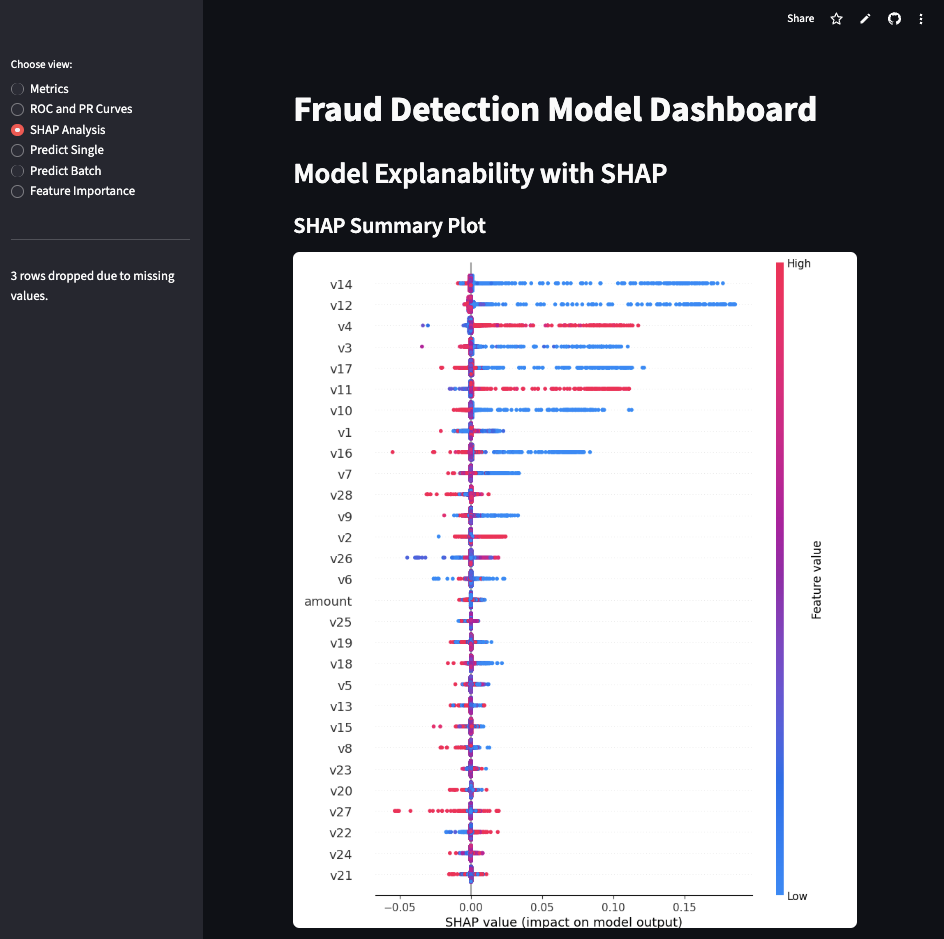 Share
Choose view:
Metrics
ROC and PR Curves
SHAP Analysis
Predict Single
Predict Batch
Feature Importance
3 rows dropped due to missing
values.
Fraud Detection Model Dashboard
Model Explanability with SHAP
SHAP Summary Plot
High
v14
v12
v4
v3
v17
v11
v10
v1
v16
v7
v28
v9
v2
v26
v6
amount
v25
v19
v18
v5
v13
v15
v8
v23
v20
v27
v22
v24
v21
Feature value
Low
−0.05 0.00 0.05 0.10 0.15
SHAP value (impact on model output)